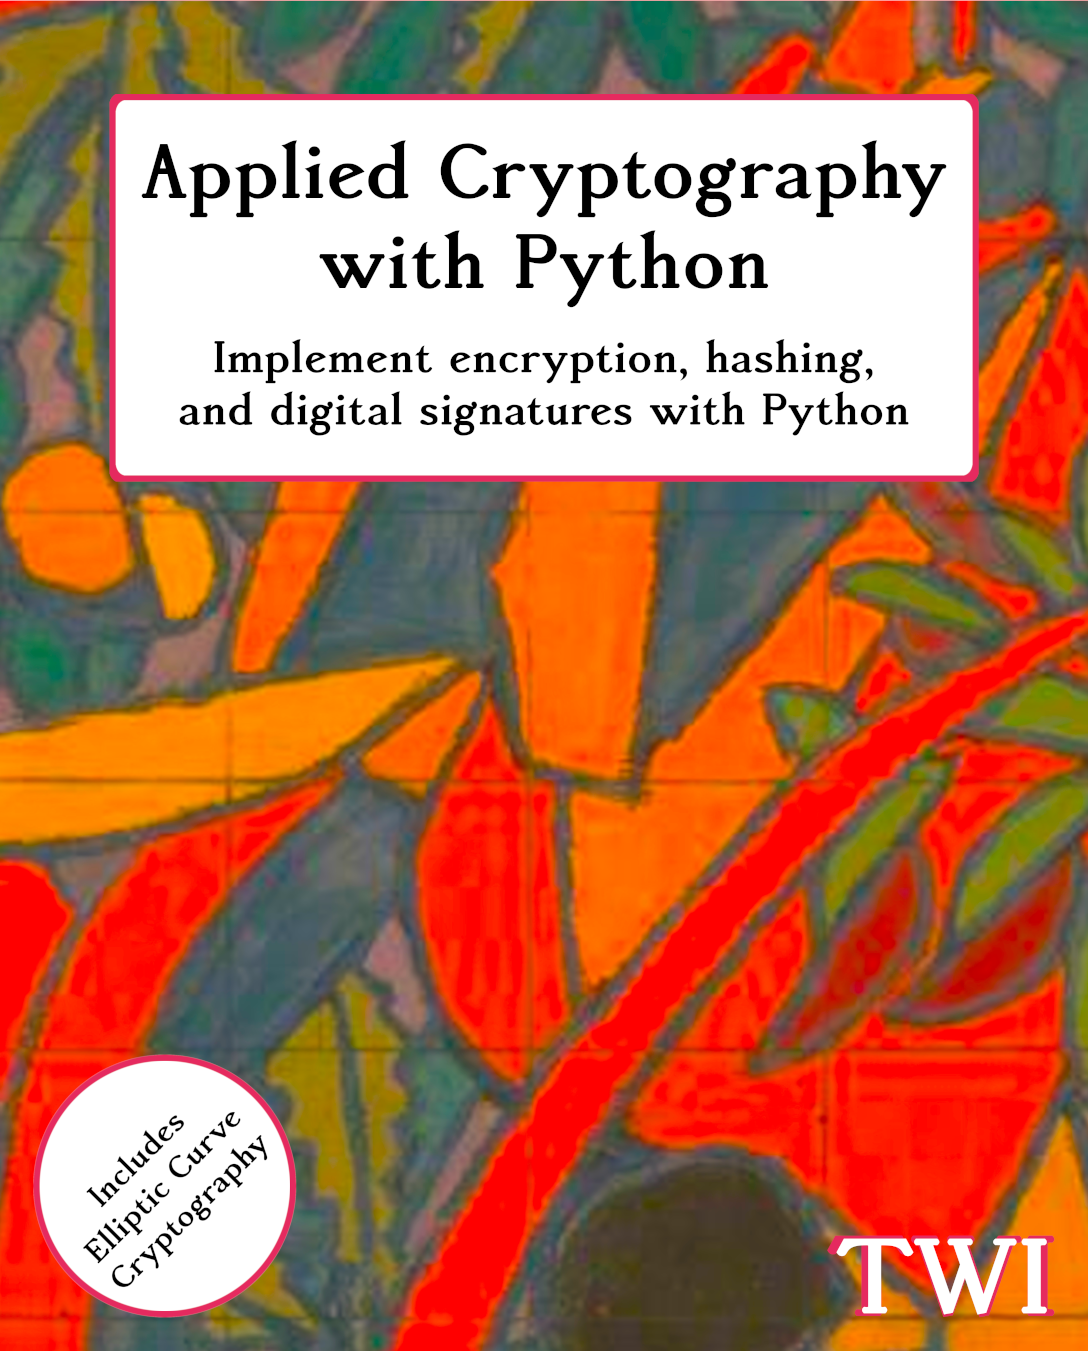 Applied Cryptography
with Python
Implement encryption, hashing,
and digital signatures with Python
Includes
Elliptic Curve
Cryptography
TWI